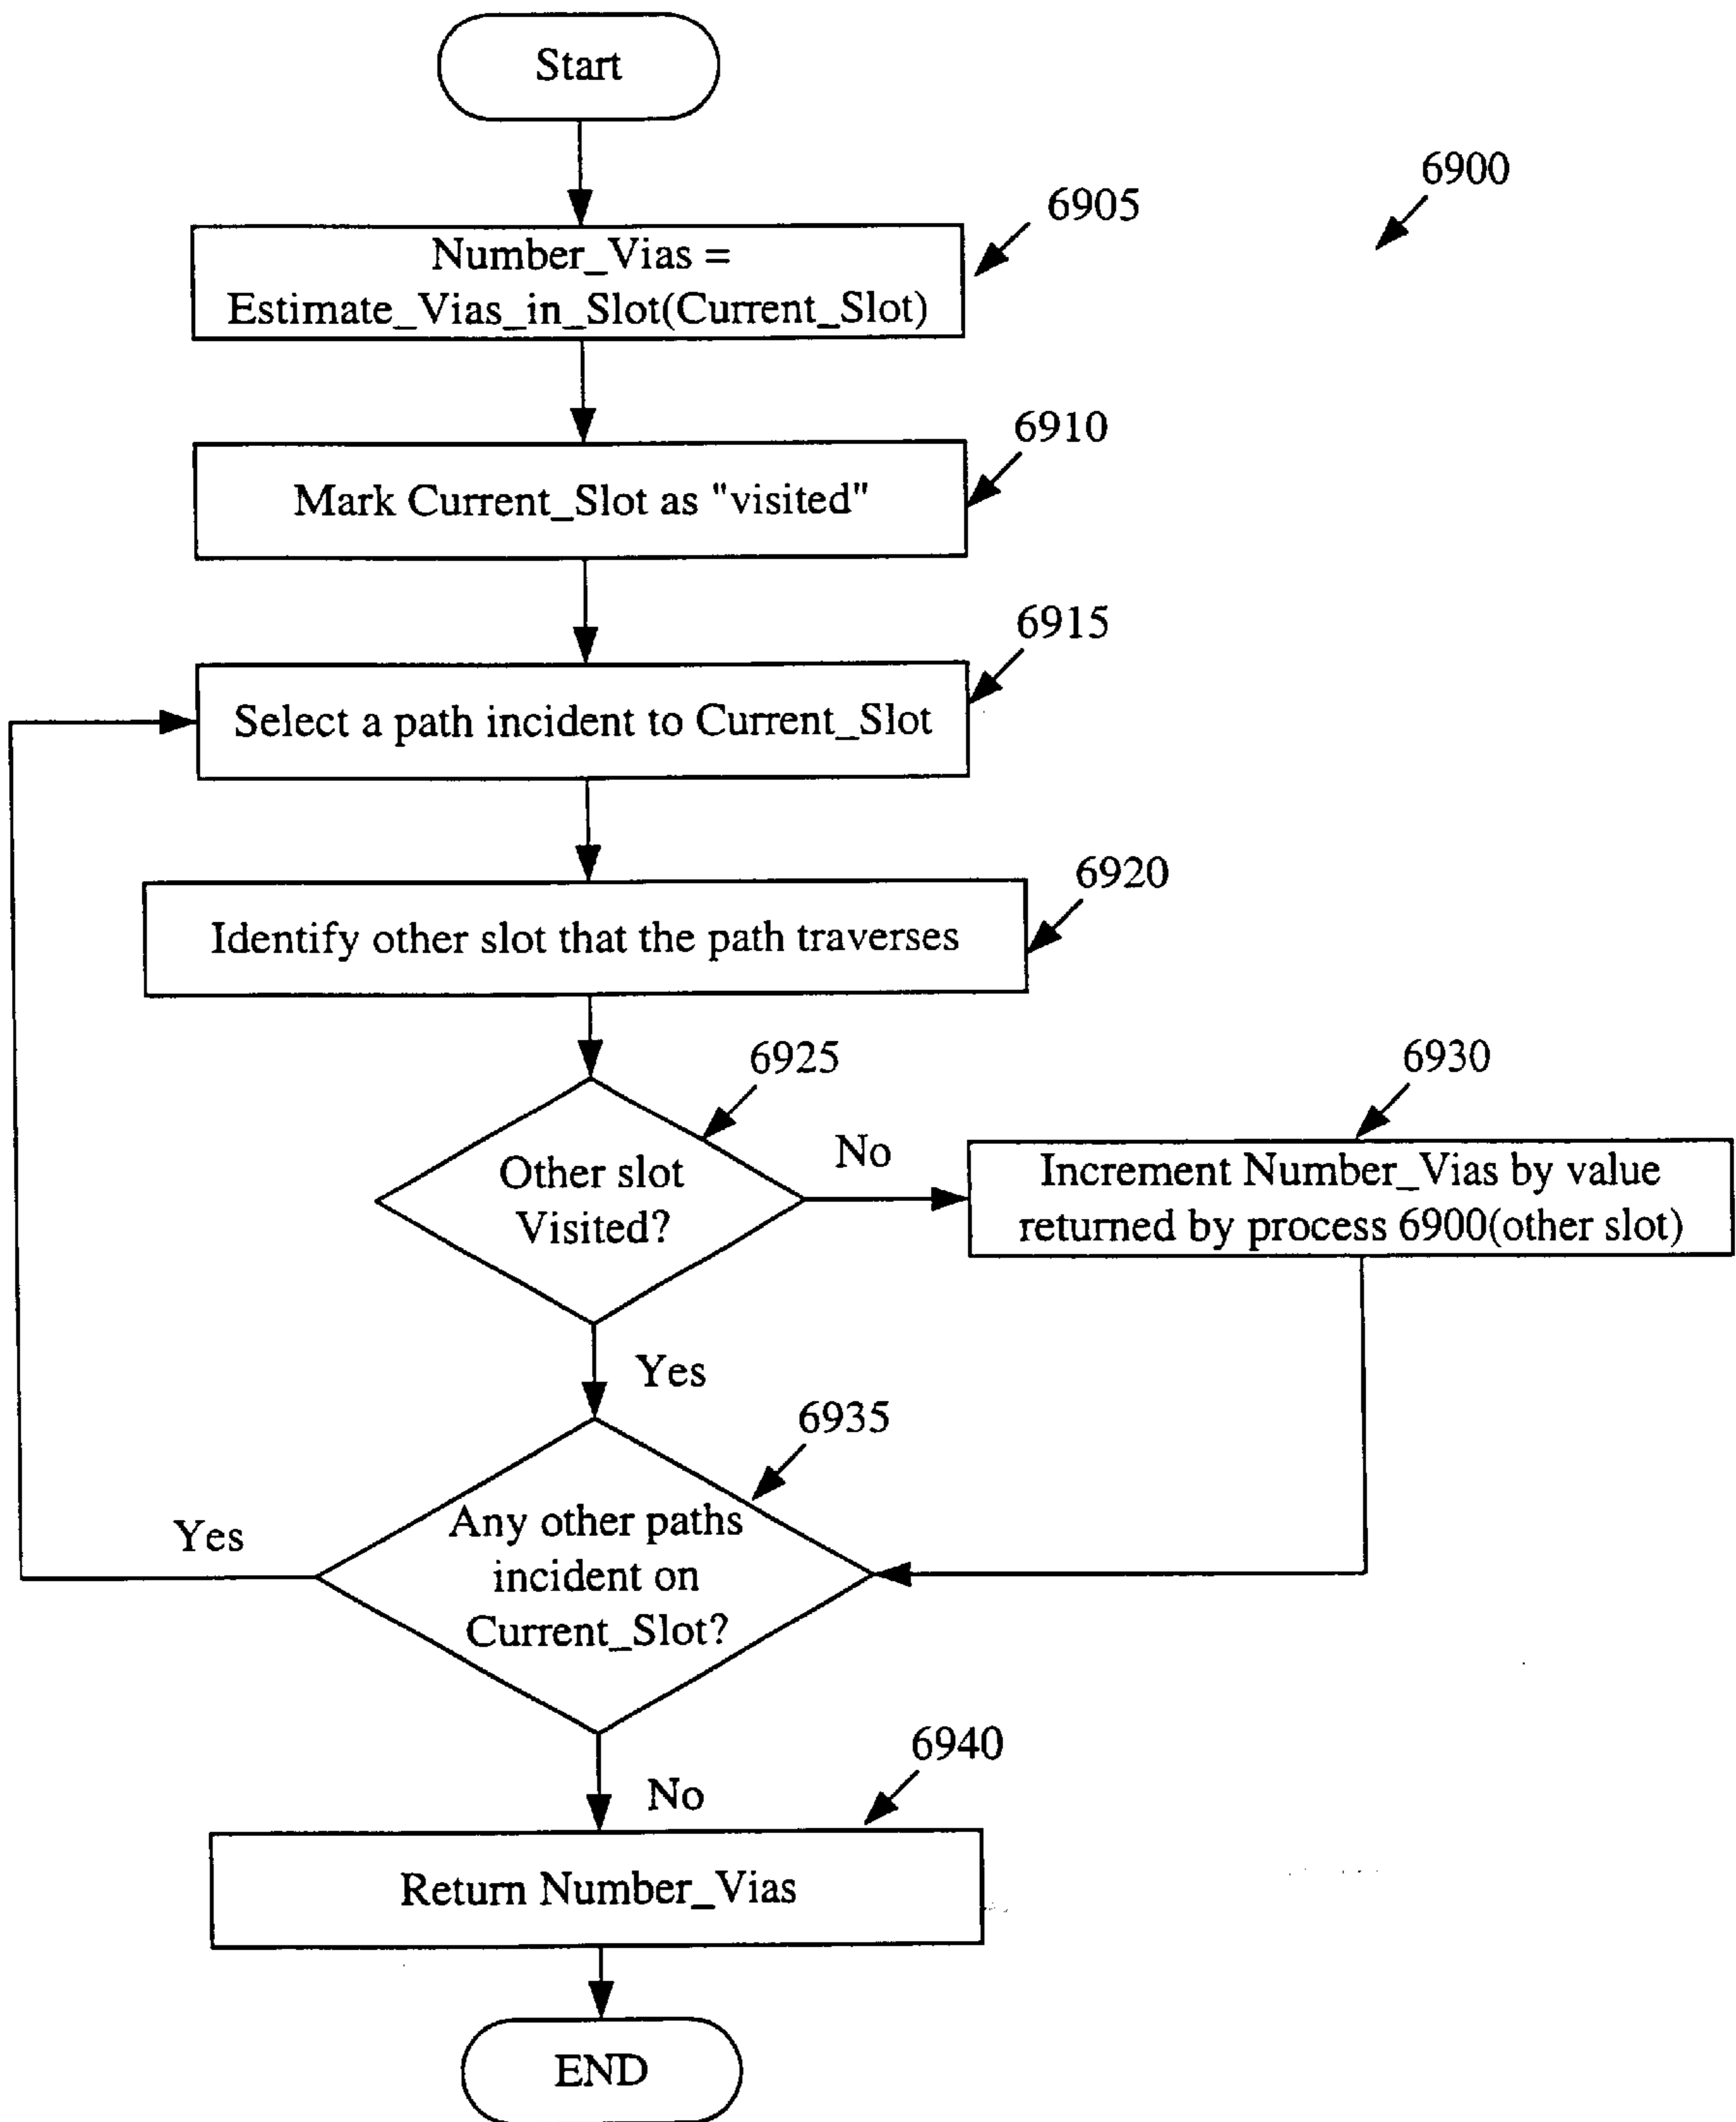 Start
6900
6905
Number_Vias =
Estimate_Vias_in_Slot(Current_Slot)
6910
Mark Current_Slot as "visited"
6915
Select a path incident to Current_Slot
6920
Identify other slot that the path traverses
6925
6930
Other slot
Visited?
No
Increment Number_Vias by value
returned by process 6900(other slot)
Yes
6935
Any other paths
incident on
Current_Slot?
Yes
No
6940
Return Number_Vias
END